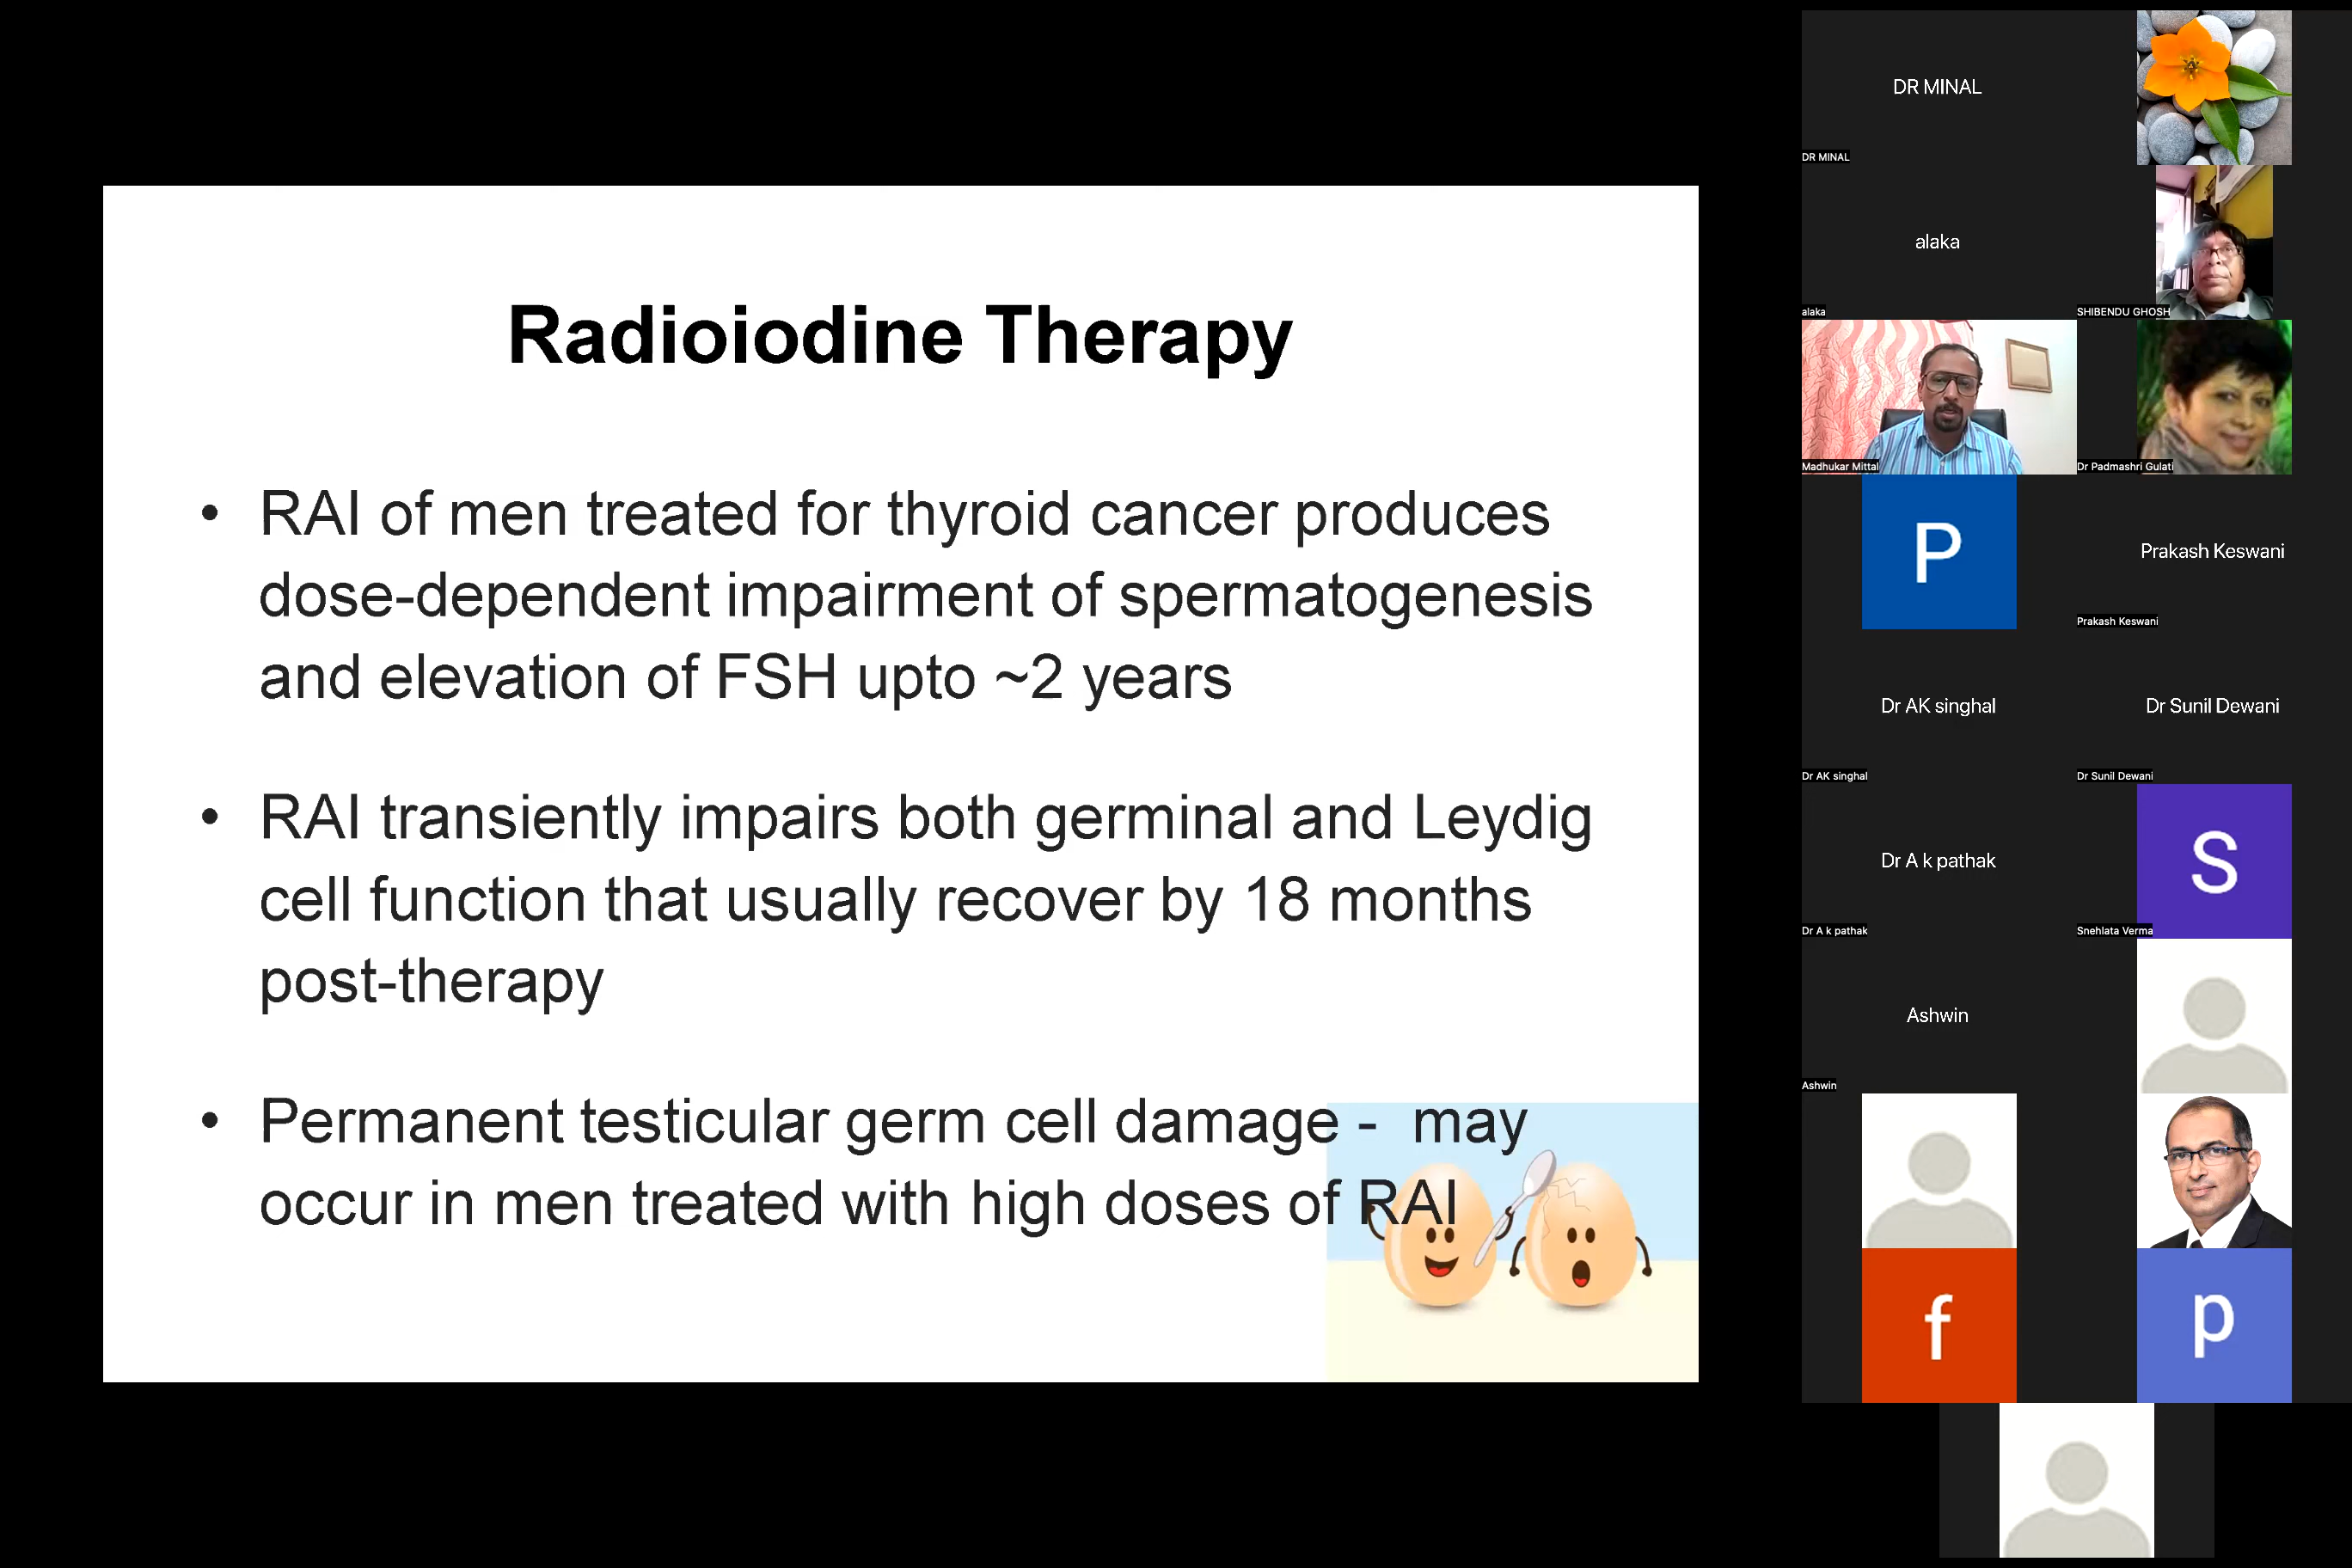 Radioiodine Therapy
• RAI of men treated for thyroid cancer produces
dose-dependent impairment of spermatogenesis
and elevation of FSH upto ~2 years
• RAI transiently impairs both germinal and Leydig
cell function that usually recover by 18 months
post-therapy
• Permanent testicular germ cell damage -  may
occur in men treated with high doses of RAI
DR MINAL
DR MINAL
alaka
alaka
SHIBENDU GHOSH
Madhukar Mittal
Dr Padmashri Gulati
P
Prakash Keswani
Prakash Keswani
Dr AK singhal
Dr Sunil Dewani
Dr AK singhal
Dr Sunil Dewani
Dr A k pathak
S
Dr A k pathak
Snehlata Verma
Ashwin
Ashwin
f
p